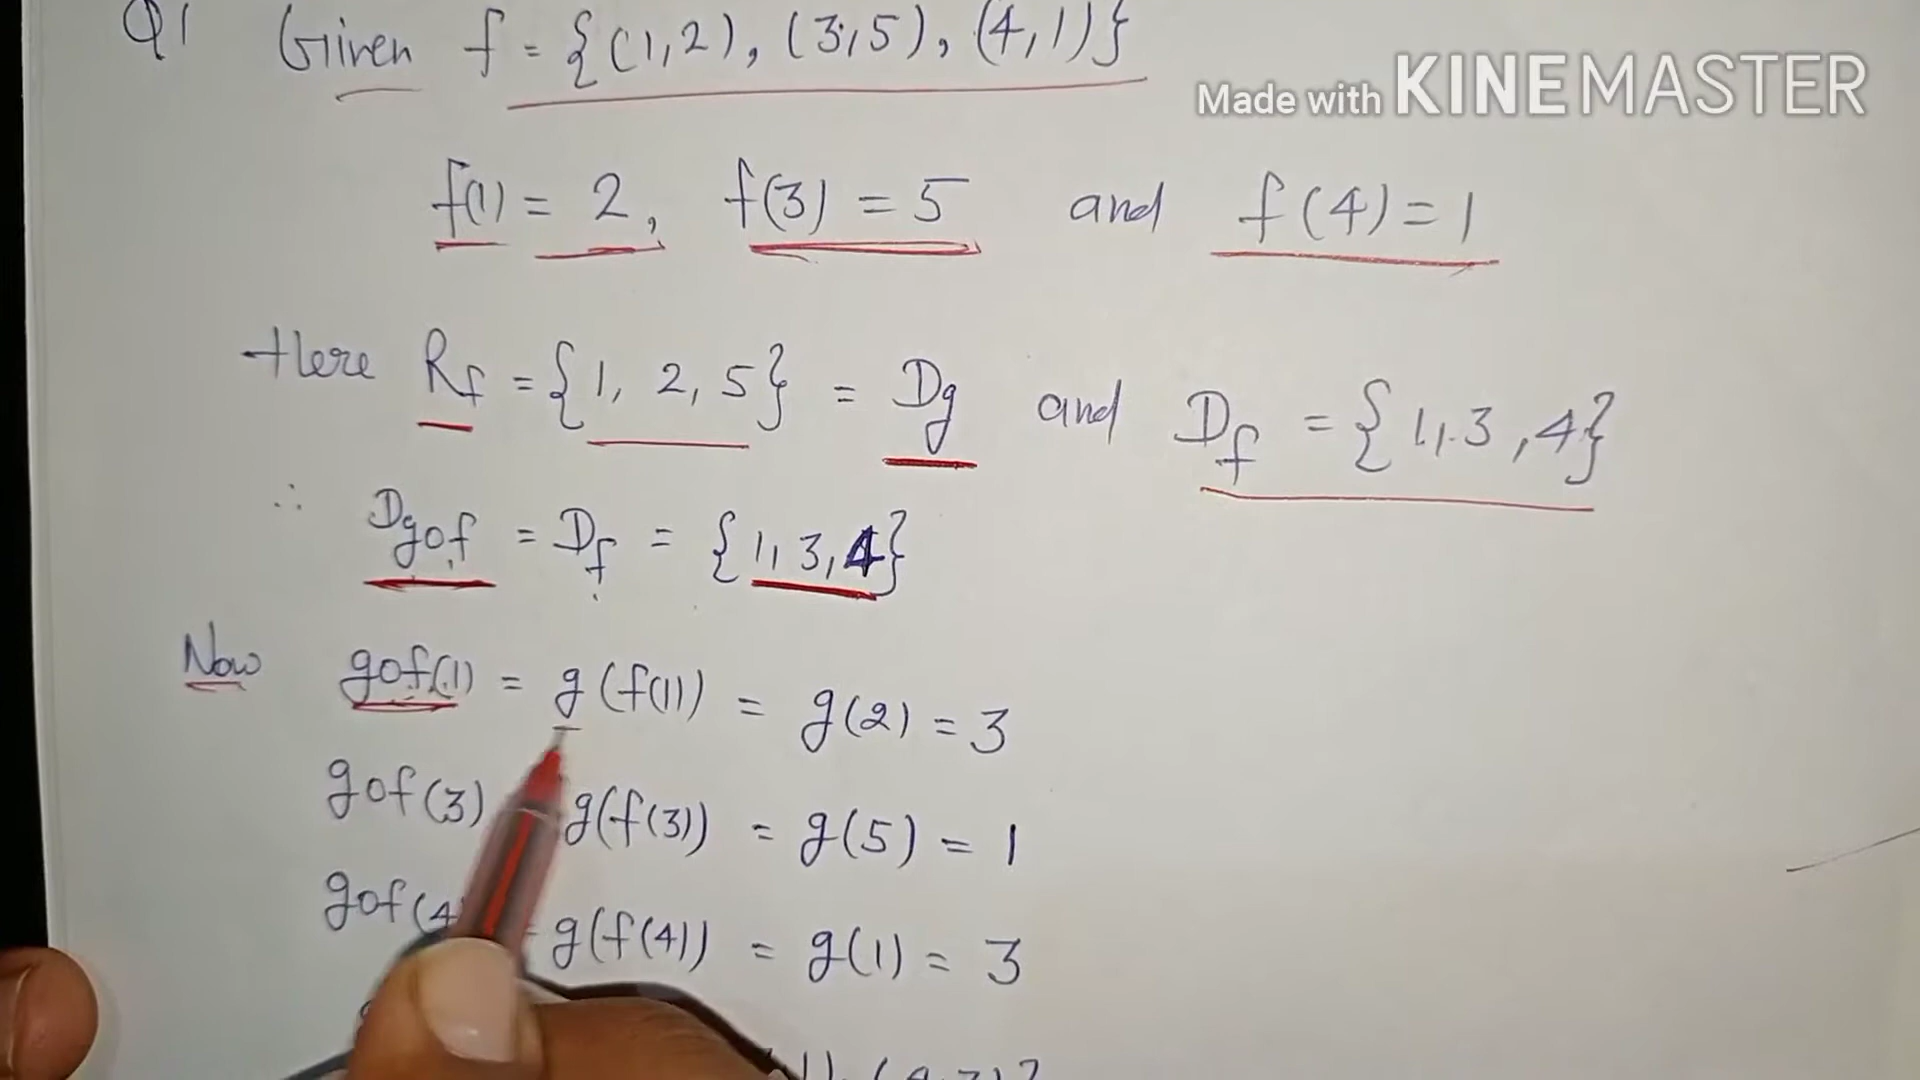 Q1 Given f = {(1,2), (3,5), (4,1)}
Made with KINEMASTER
f(1) = 2, f(3) = 5 and f(4) = 1
Here Rf = {1, 2, 5} = Dg and Df = {1, 3, 4}
∴ Dgof = Df = {1, 3, 4}
Now gof(1) = g(f(1)) = g(2) = 3
gof(3) g(f(3)) = g(5) = 1
gof(4 = g(f(4)) = g(1) = 3